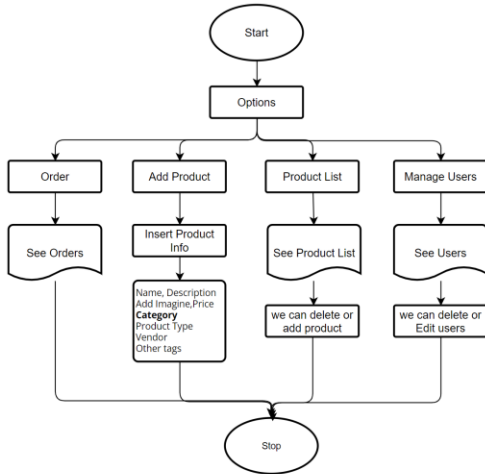 Start
Options
Order
Add Product
Product List
Manage Users
See Orders
Insert Product
Info
See Product List
See Users
Name, Description
Add Imagine,Price
Category
Product Type
Vendor
Other tags
we can delete or
add product
we can delete or
Edit users
Stop